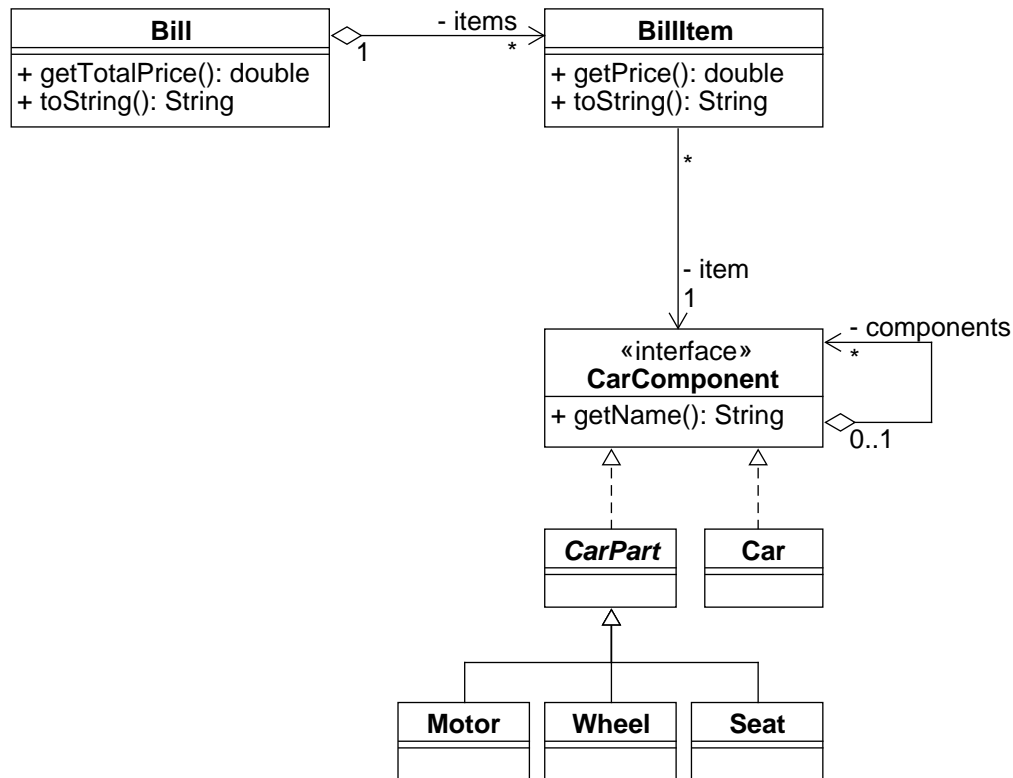 Bill
+ getTotalPrice(): double
+ toString(): String
1
- items
*
BillItem
+ getPrice(): double
+ toString(): String
*
- item
1
«interface»
CarComponent
+ getName(): String
- components
*
0..1
CarPart
Car
Motor
Wheel
Seat